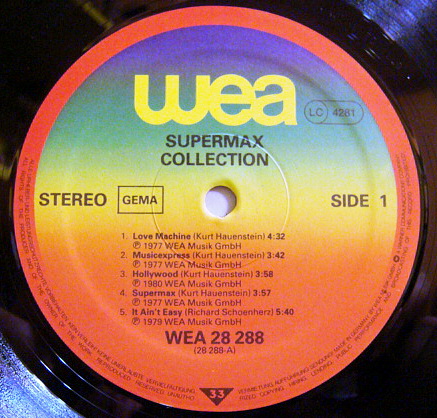 wea
LC 4281
SUPERMAX
COLLECTION
STEREO GEMA SIDE 1
1. Love Machine (Kurt Hauenstein) 4:32
℗ 1977 WEA Musik GmbH
2. Musicexpress (Kurt Hauenstein) 3:42
℗ 1977 WEA Musik GmbH
3. Hollywood (Kurt Hauenstein) 3:58
℗ 1980 WEA Musik GmbH
4. Supermax (Kurt Hauenstein) 3:57
℗ 1977 WEA Musik GmbH
5. It Ain't Easy (Richard Schoenherz) 5:40
℗ 1979 WEA Musik GmbH
WEA 28 288
(28 288-A)
33